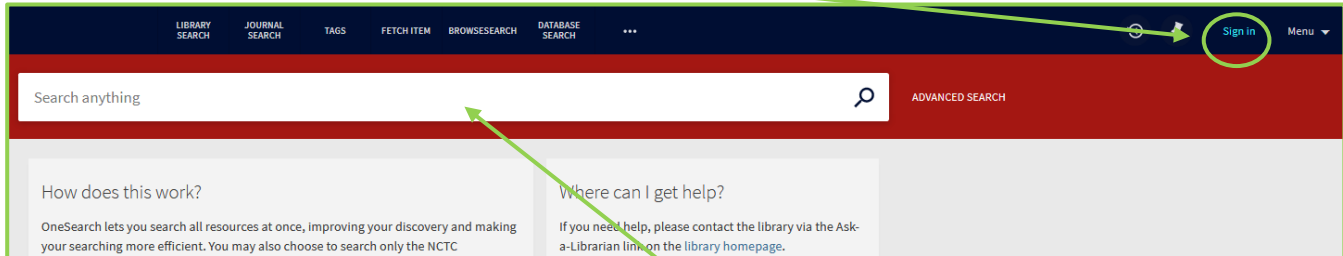 LIBRARY SEARCH JOURNAL SEARCH TAGS FETCH ITEM BROWSESEARCH DATABASE SEARCH ••• Sign in Menu
Search anything ADVANCED SEARCH
How does this work?
OneSearch lets you search all resources at once, improving your discovery and making
your searching more efficient. You may also choose to search only the NCTC
Where can I get help?
If you need help, please contact the library via the Ask-
a-Librarian link on the library homepage.